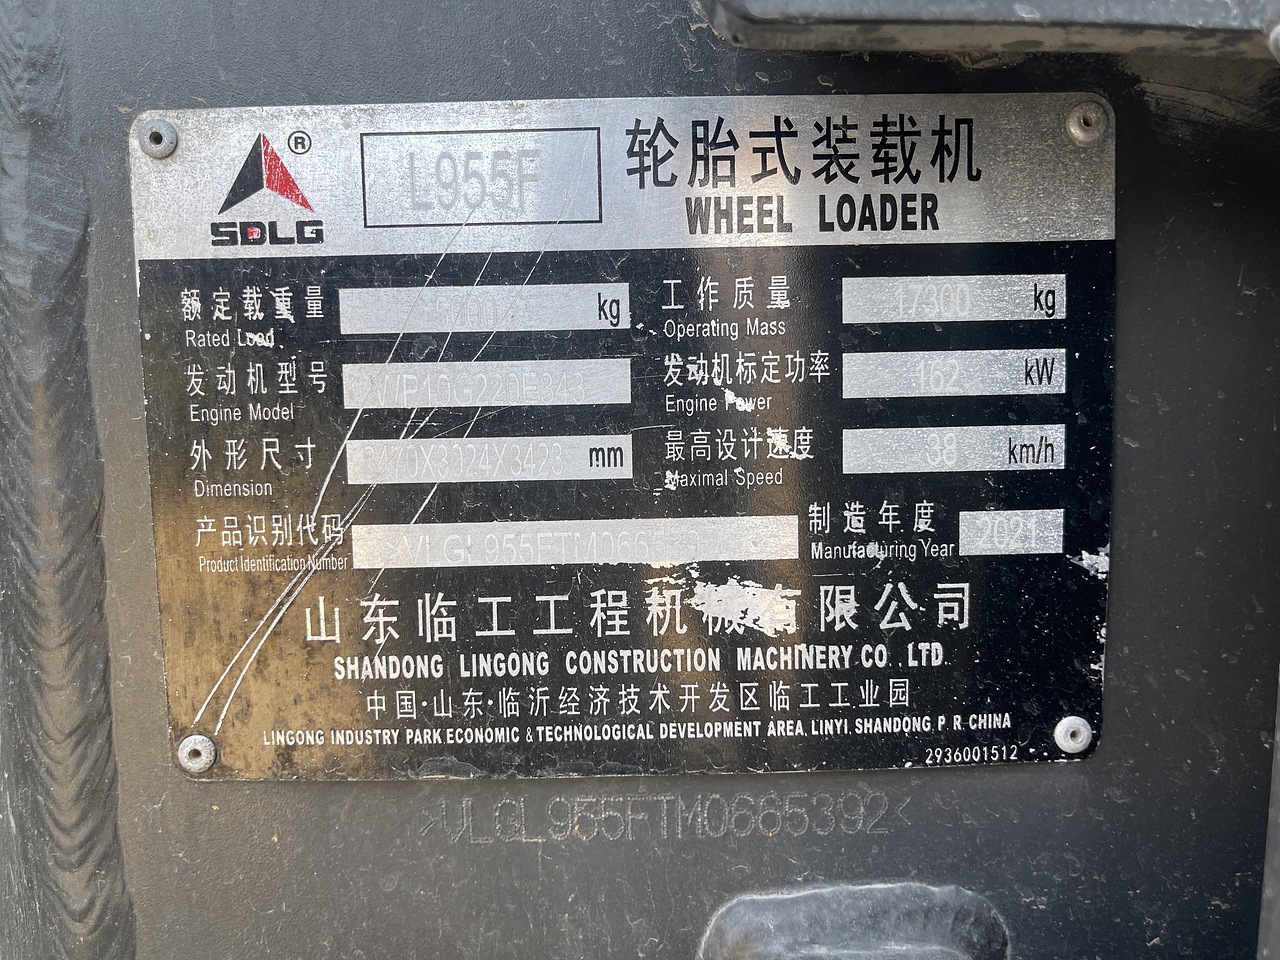 ®
SDLG
L955F
轮胎式装载机
WHEEL LOADER
额定载重量 kg
Rated Load
工作质量 17300 kg
Operating Mass
发动机型号 WP10G220E343
Engine Model
发动机标定功率 162 kW
Engine Power
外形尺寸 mm
Dimension
最高设计速度 38 km/h
Maximal Speed
产品识别代码
Product Identification Number
制造年度 2021
Manufacturing Year
山东临工工程机械有限公司
SHANDONG LINGONG CONSTRUCTION MACHINERY CO .LTD
中国·山东·临沂经济技术开发区临工工业园
LINGONG INDUSTRY PARK.ECONOMIC & TECHNOLOGICAL DEVELOPMENT AREA. LINYI. SHANDONG. P. R. CHINA
2936001512
>VLGL955FTM0665392<